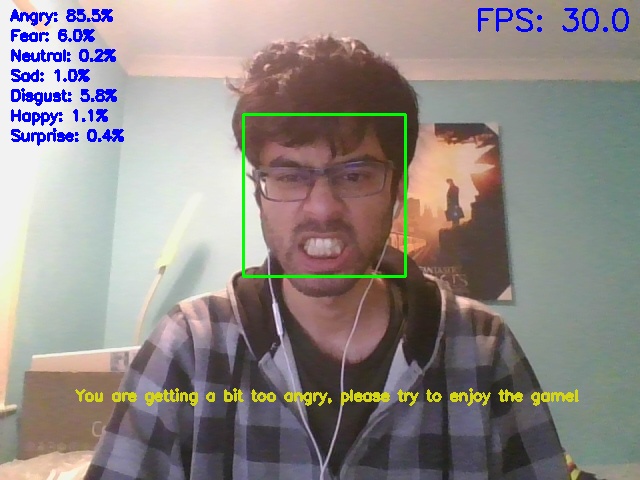 Angry: 85.5%
Fear: 6.0%
Neutral: 0.2%
Sad: 1.0%
Disgust: 5.8%
Happy: 1.1%
Surprise: 0.4%
FPS: 30.0
You are getting a bit too angry, please try to enjoy the game!